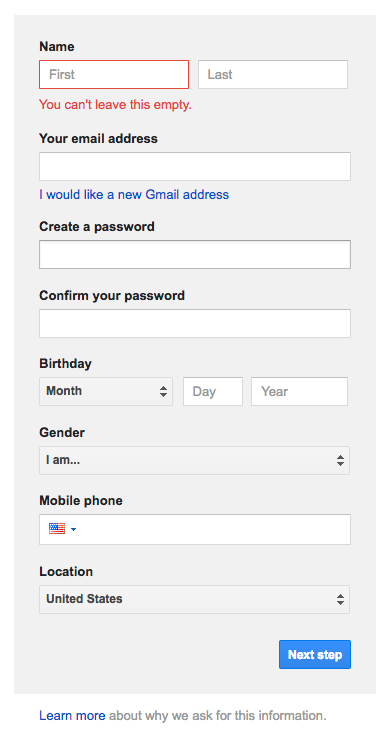 Name
First Last
You can't leave this empty.
Your email address
I would like a new Gmail address
Create a password
Confirm your password
Birthday
Month Day Year
Gender
I am...
Mobile phone
Location
United States
Next step
Learn more about why we ask for this information.